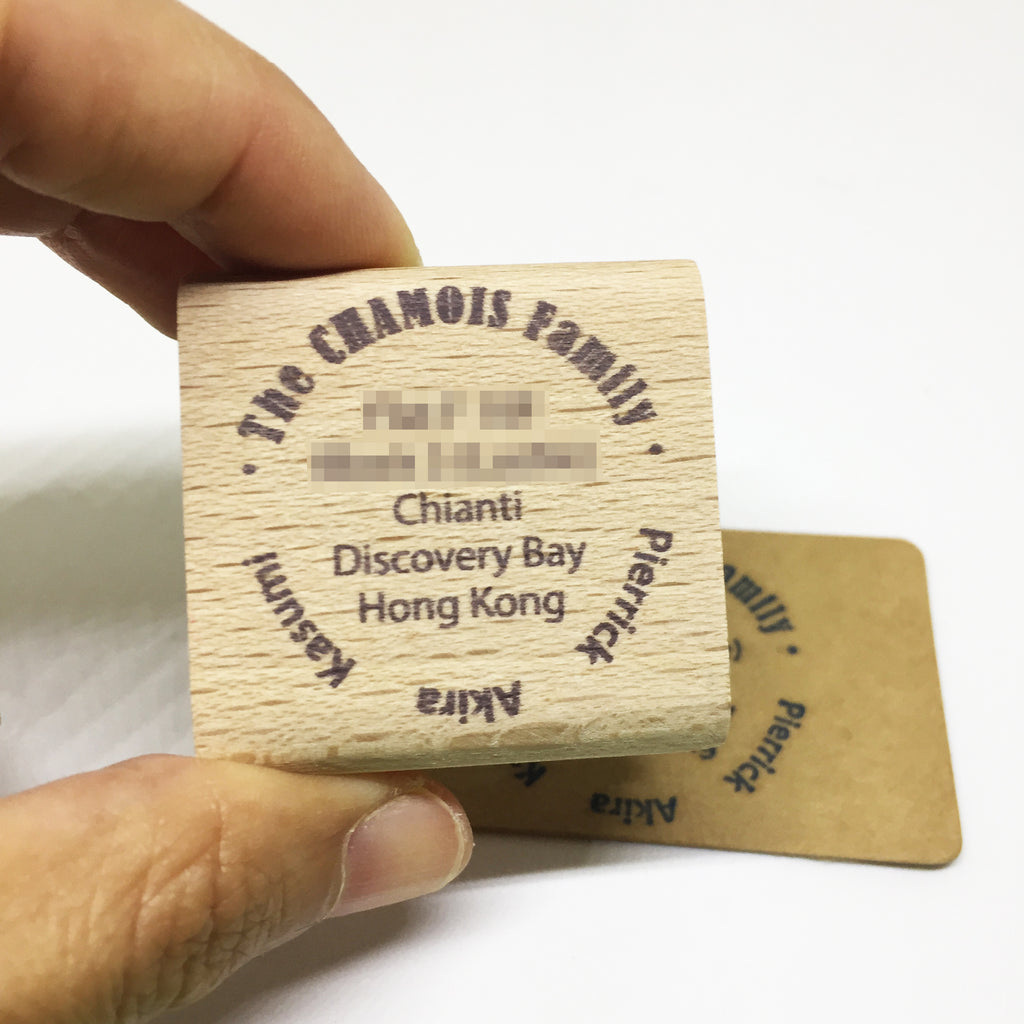 • The CHAMOIS Family •
Chianti
Discovery Bay
Hong Kong
Pierrick
Akira
Kasumi
amily •
Pierrick
Akira
K